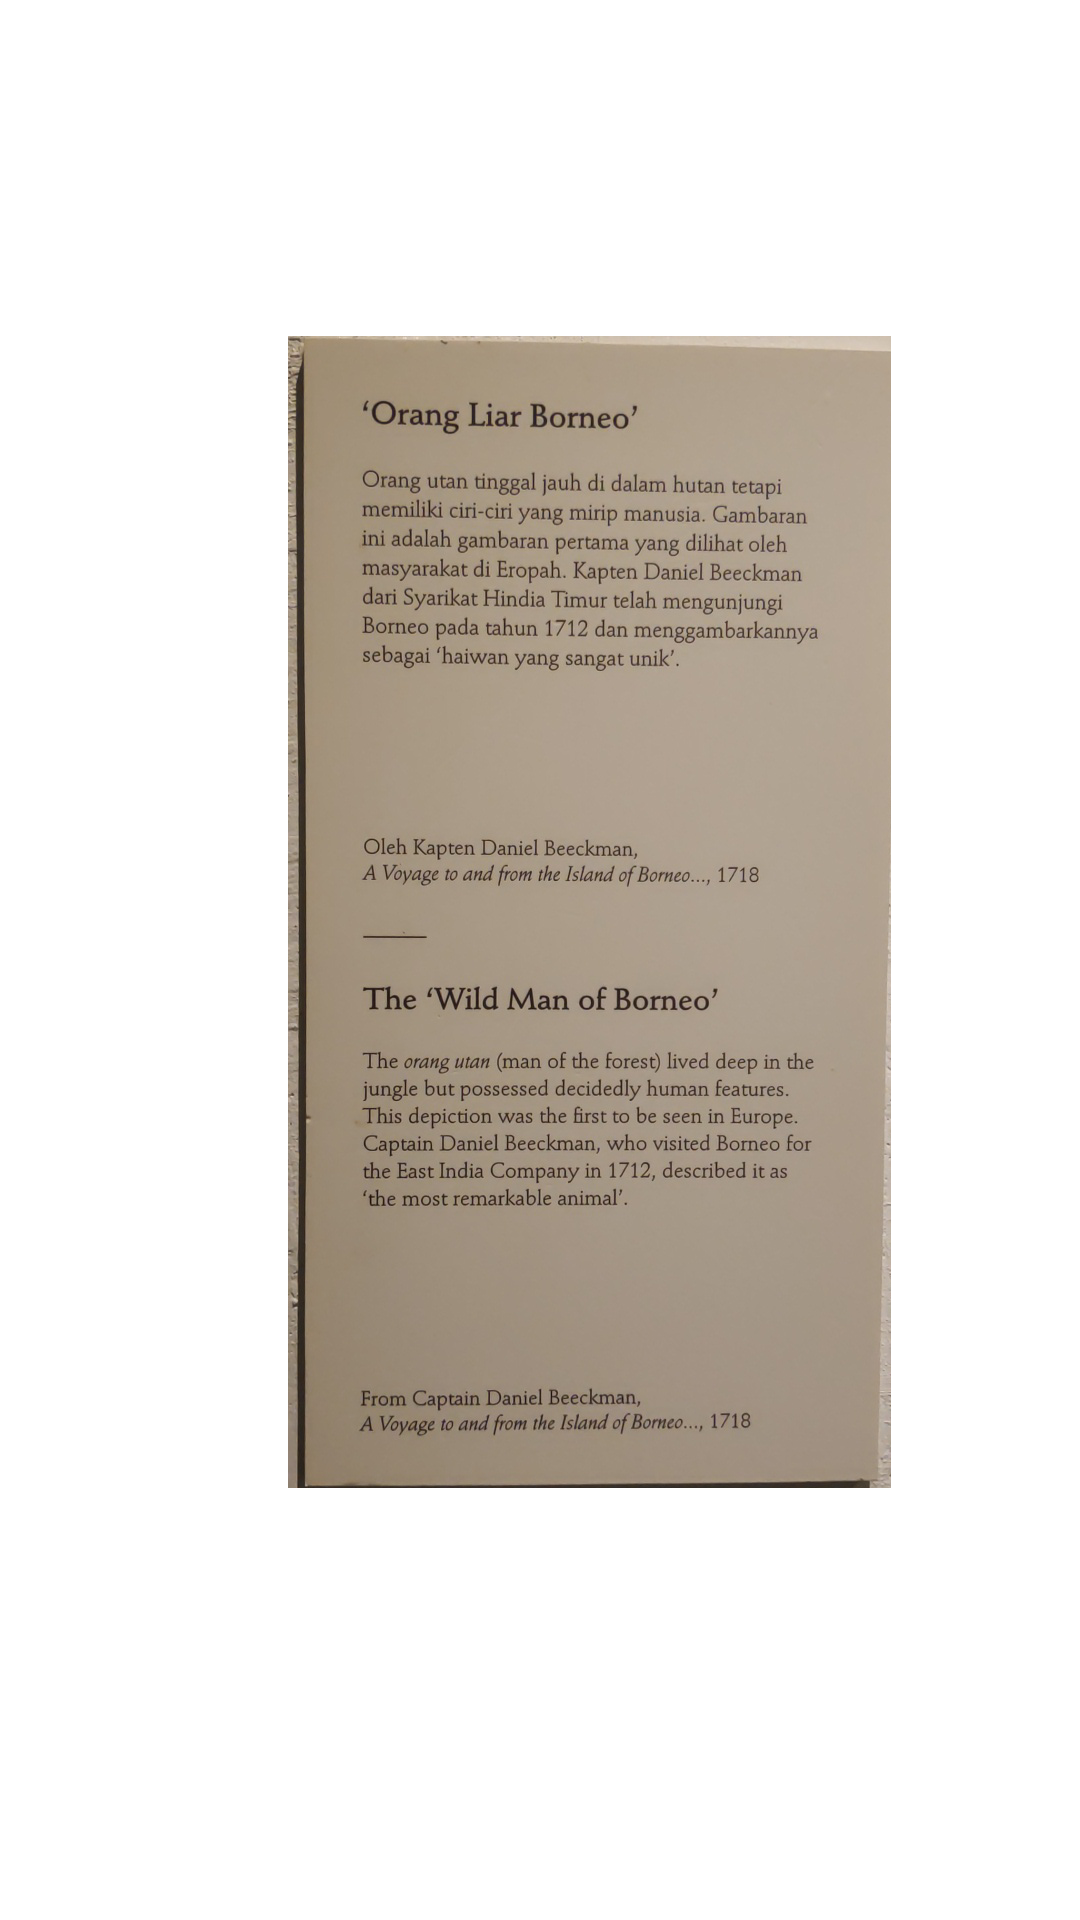 ‘Orang Liar Borneo’
Orang utan tinggal jauh di dalam hutan tetapi
memiliki ciri-ciri yang mirip manusia. Gambaran
ini adalah gambaran pertama yang dilihat oleh
masyarakat di Eropah. Kapten Daniel Beeckman
dari Syarikat Hindia Timur telah mengunjungi
Borneo pada tahun 1712 dan menggambarkannya
sebagai ‘haiwan yang sangat unik’.
Oleh Kapten Daniel Beeckman,
A Voyage to and from the Island of Borneo..., 1718
The ‘Wild Man of Borneo’
The orang utan (man of the forest) lived deep in the
jungle but possessed decidedly human features.
This depiction was the first to be seen in Europe.
Captain Daniel Beeckman, who visited Borneo for
the East India Company in 1712, described it as
‘the most remarkable animal’.
From Captain Daniel Beeckman,
A Voyage to and from the Island of Borneo..., 1718